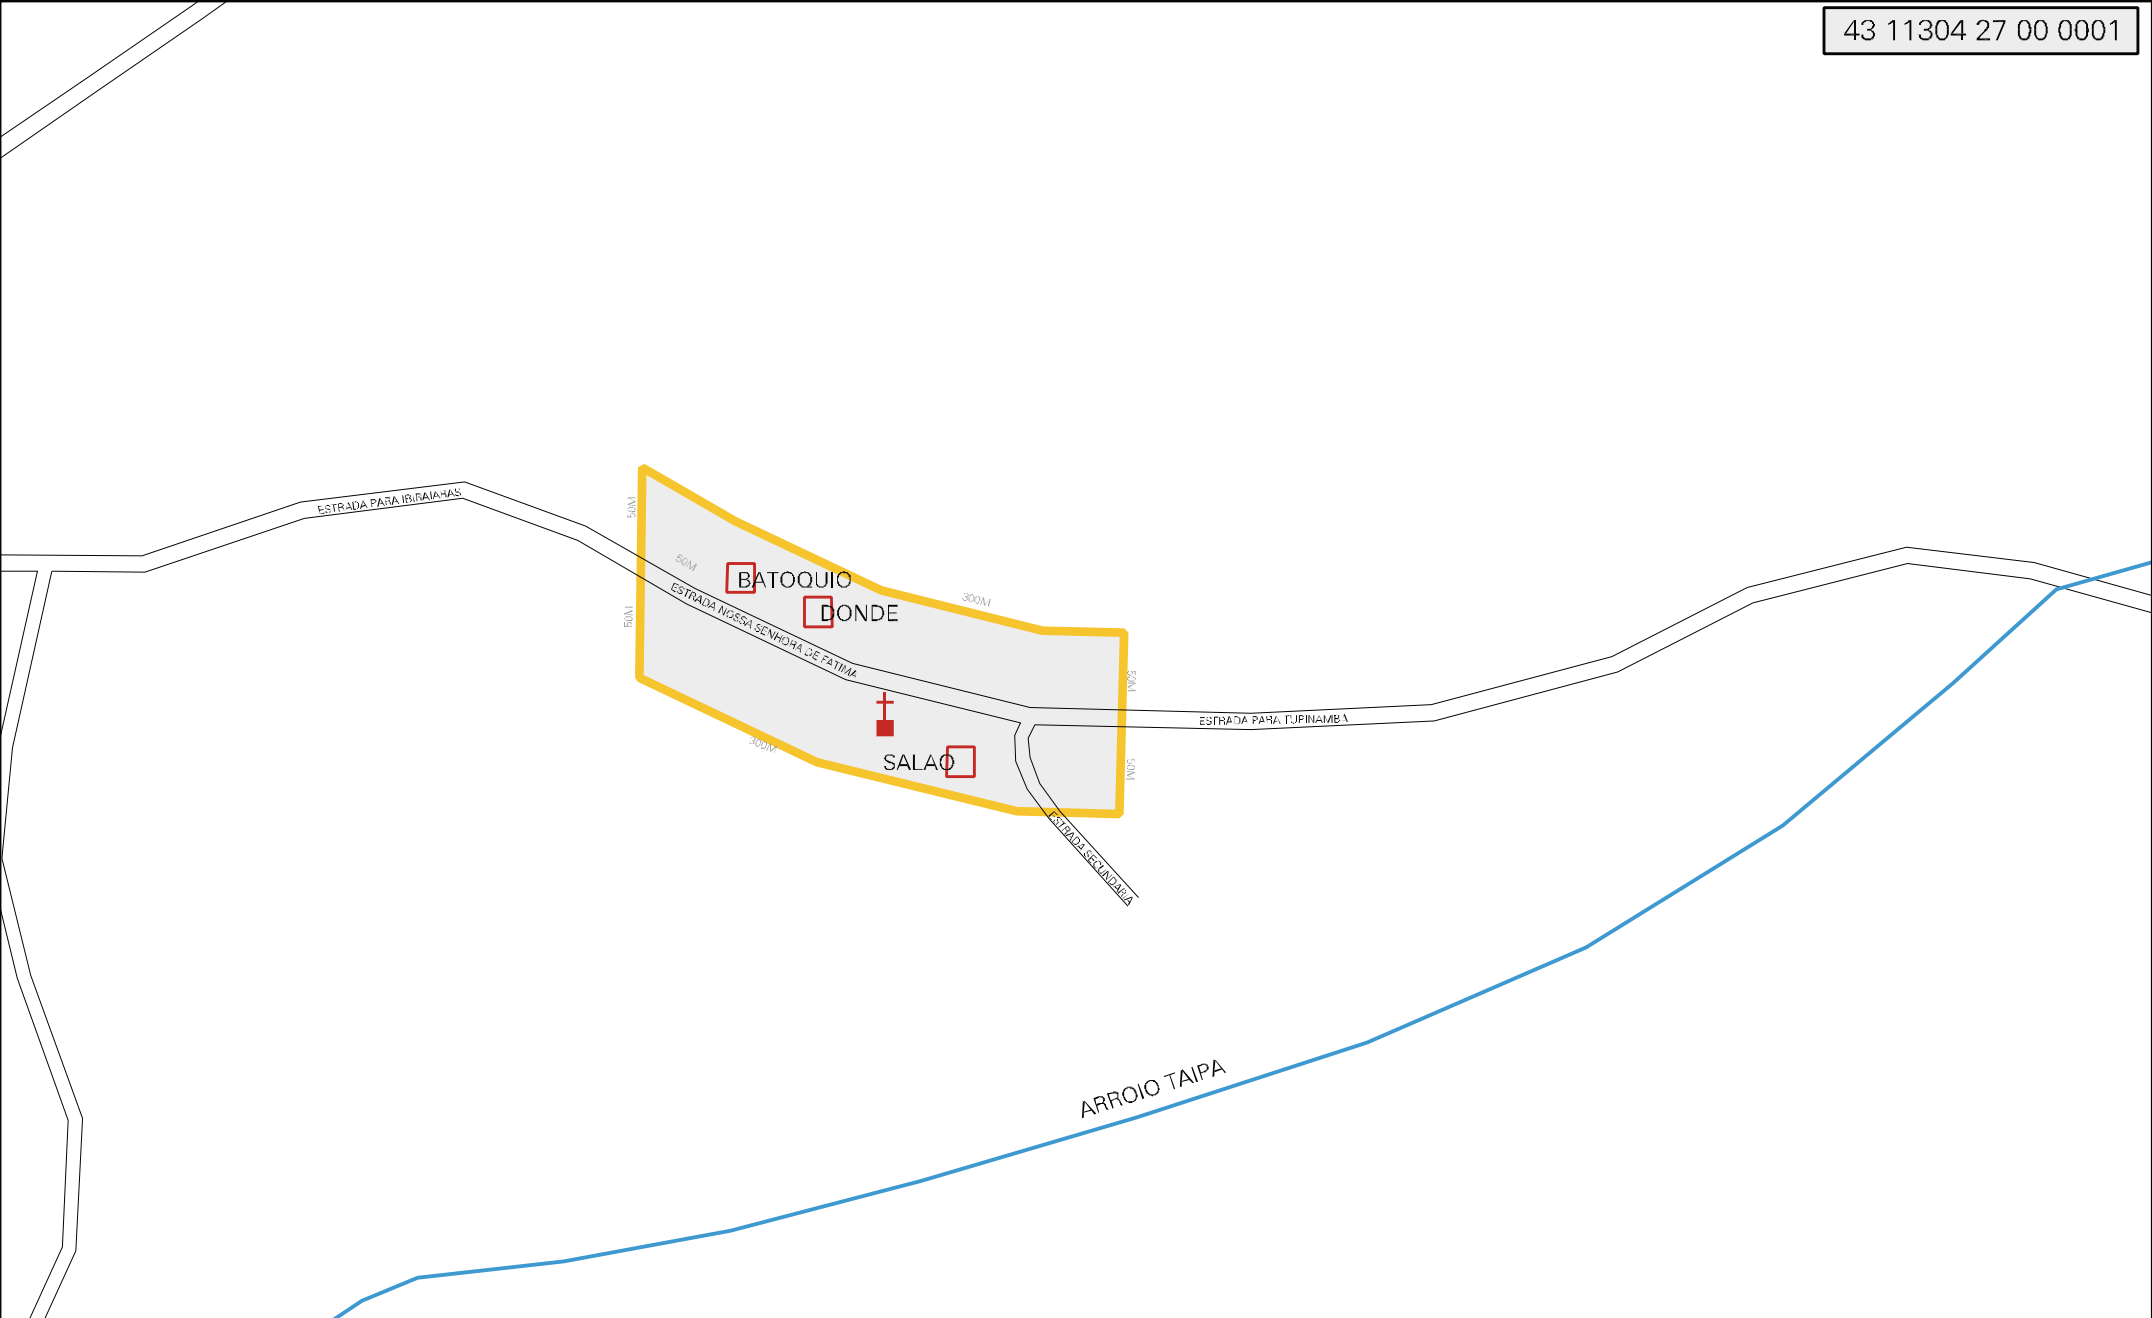 43 11304 27 00 0001
ESTRADA PARA IBIRAIARAS
50M
50M
BATOQUIO
ESTRADA NOSSA SENHORA DE FATIMA
DONDE
300M
50M
50M
ESTRADA PARA TUPINAMBA
300M
SALAO
50M
ESTRADA SECUNDARIA
ARROIO TAIPA